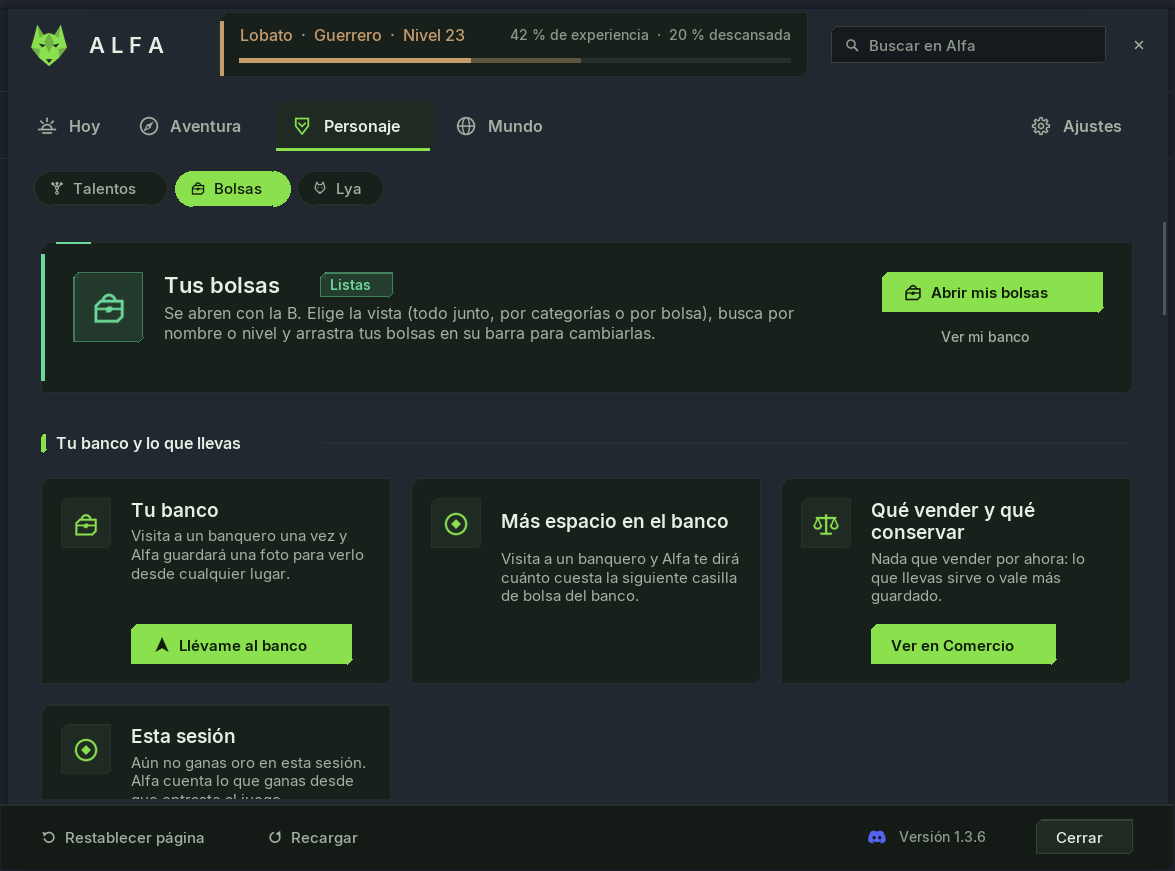 ALFA
Lobato · Guerrero · Nivel 23
42 % de experiencia · 20 % descansada
Buscar en Alfa
Hoy
Aventura
Personaje
Mundo
Ajustes
Talentos
Bolsas
Lya
Tus bolsas
Listas
Se abren con la B. Elige la vista (todo junto, por categorías o por bolsa), busca por
nombre o nivel y arrastra tus bolsas en su barra para cambiarlas.
Abrir mis bolsas
Ver mi banco
Tu banco y lo que llevas
Tu banco
Visita a un banquero una vez y
Alfa guardará una foto para verlo
desde cualquier lugar.
Llévame al banco
Más espacio en el banco
Visita a un banquero y Alfa te dirá
cuánto cuesta la siguiente casilla
de bolsa del banco.
Qué vender y qué
conservar
Nada que vender por ahora: lo
que llevas sirve o vale más
guardado.
Ver en Comercio
Esta sesión
Aún no ganas oro en esta sesión.
Alfa cuenta lo que ganas desde
que entraste al juego.
Restablecer página
Recargar
Versión 1.3.6
Cerrar